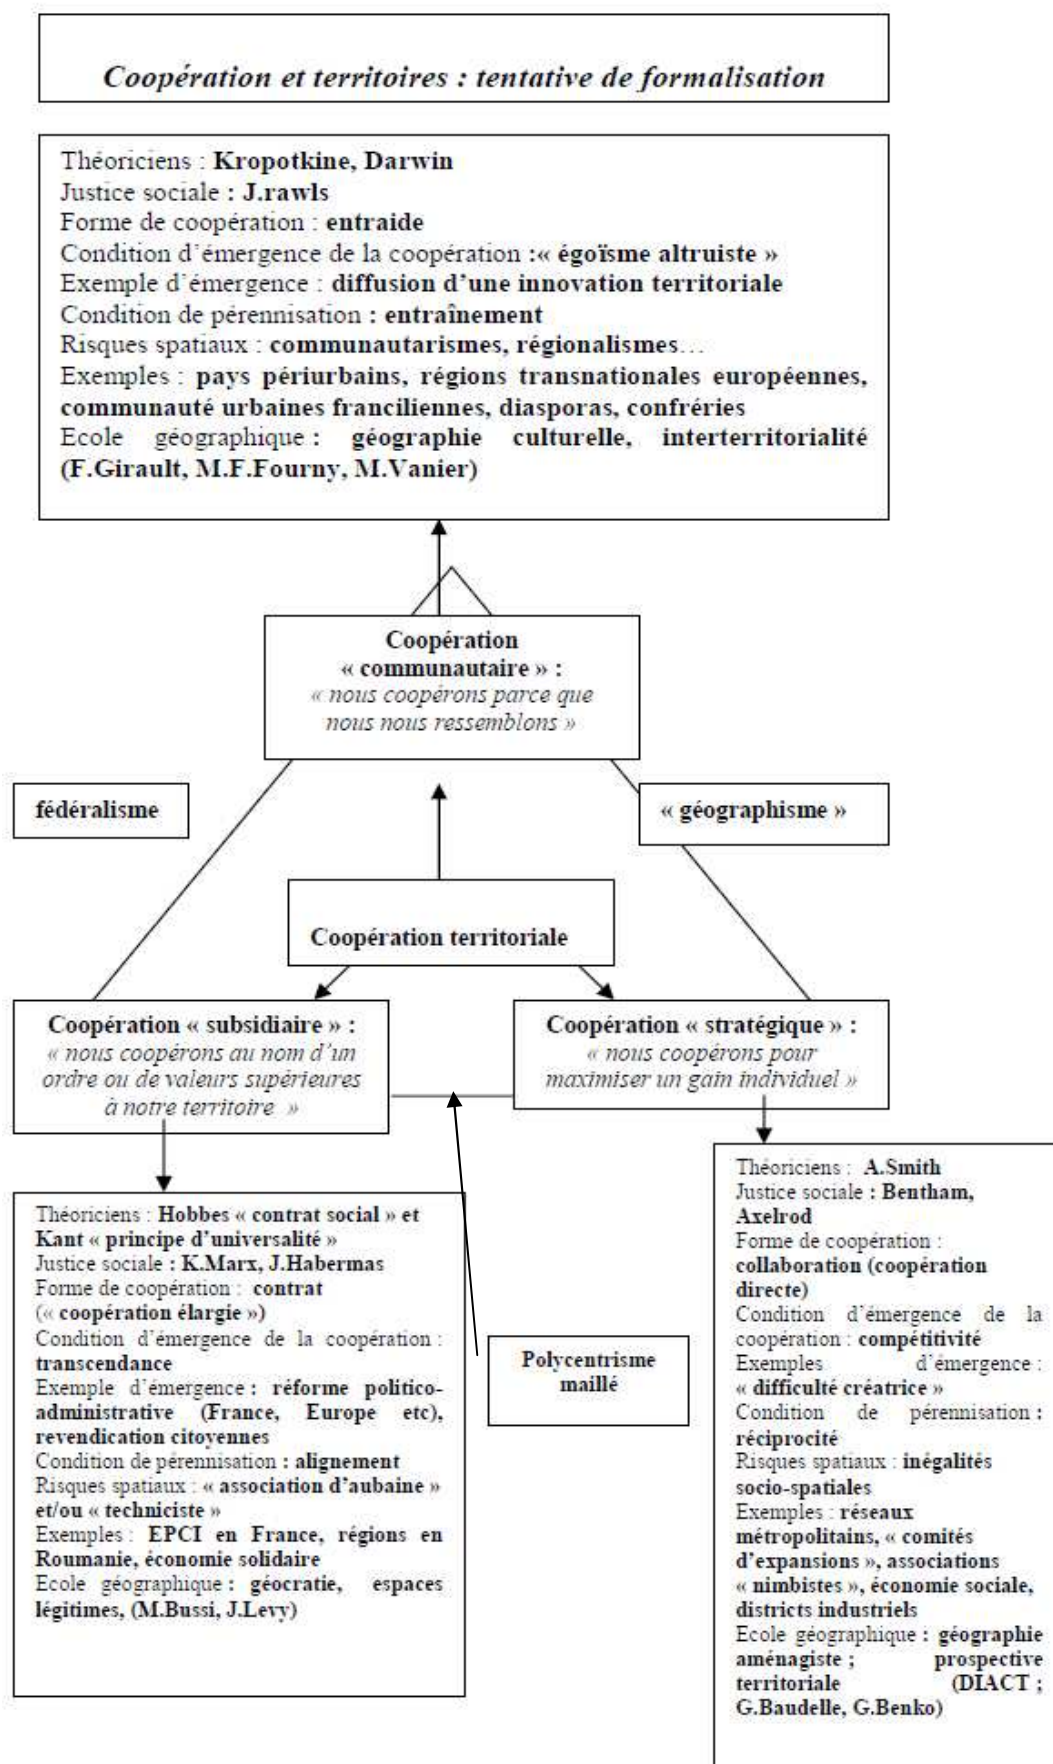 Coopération et territoires : tentative de formalisation
Théoriciens : Kropotkine, Darwin
Justice sociale : J.rawls
Forme de coopération : entraide
Condition d'émergence de la coopération :« égoïsme altruiste »
Exemple d'émergence : diffusion d'une innovation territoriale
Condition de pérennisation : entraînement
Risques spatiaux : communautarismes, régionalismes…
Exemples : pays périurbains, régions transnationales européennes,
communauté urbaines franciliennes, diasporas, confréries
Ecole géographique : géographie culturelle, interterritorialité
(F.Girault, M.F.Fourny, M.Vanier)
Coopération
« communautaire » :
« nous coopérons parce que
nous nous ressemblons »
fédéralisme
« géographisme »
Coopération territoriale
Coopération « subsidiaire » :
« nous coopérons au nom d'un
ordre ou de valeurs supérieures
à notre territoire »
Coopération « stratégique » :
« nous coopérons pour
maximiser un gain individuel »
Théoriciens : Hobbes « contrat social » et
Kant « principe d'universalité »
Justice sociale : K.Marx, J.Habermas
Forme de coopération : contrat
(« coopération élargie »)
Condition d'émergence de la coopération :
transcendance
Exemple d'émergence : réforme politico-
administrative (France, Europe etc),
revendication citoyennes
Condition de pérennisation : alignement
Risques spatiaux : « association d'aubaine »
et/ou « techniciste »
Exemples : EPCI en France, régions en
Roumanie, économie solidaire
Ecole géographique : géocratie, espaces
légitimes, (M.Bussi, J.Levy)
Polycentrisme
maillé
Théoriciens : A.Smith
Justice sociale : Bentham,
Axelrod
Forme de coopération :
collaboration (coopération
directe)
Condition d'émergence de la
coopération : compétitivité
Exemples d'émergence :
« difficulté créatrice »
Condition de pérennisation :
réciprocité
Risques spatiaux : inégalités
socio-spatiales
Exemples : réseaux
métropolitains, « comités
d'expansions », associations
« nimbistes », économie sociale,
districts industriels
Ecole géographique : géographie
aménagiste ; prospective
territoriale (DIACT ;
G.Baudelle, G.Benko)